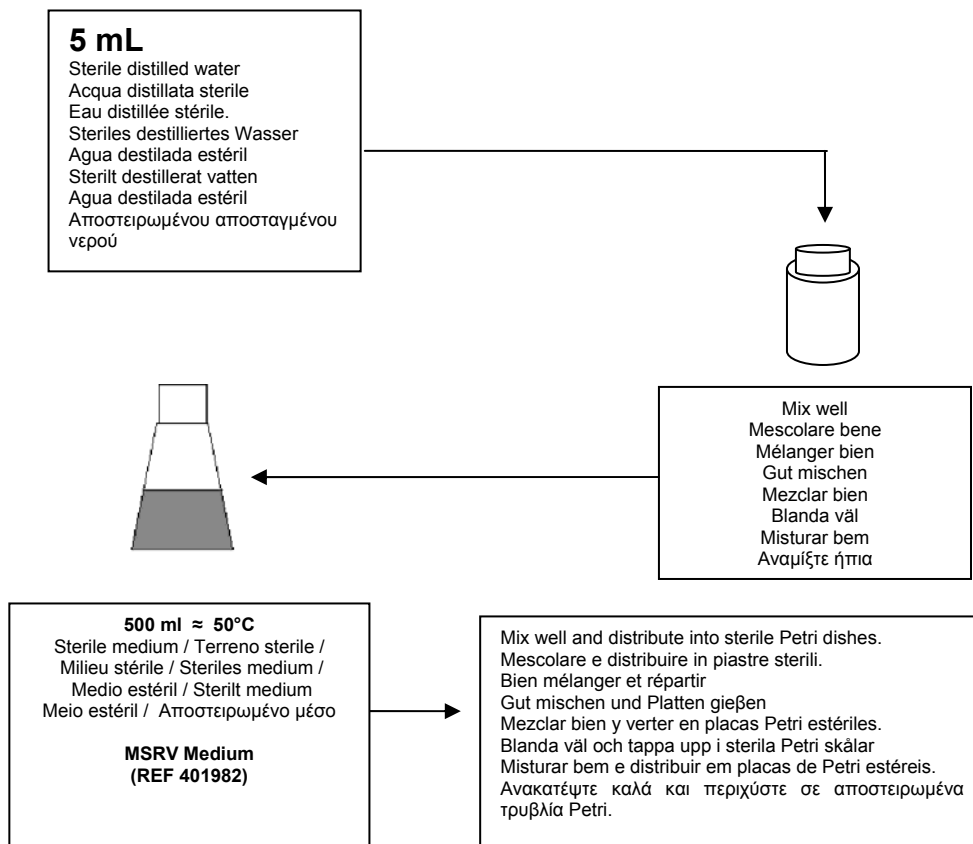 5 mL
Sterile distilled water
Acqua distillata sterile
Eau distillée stérile.
Steriles destilliertes Wasser
Agua destilada estéril
Sterilt destillerat vatten
Agua destilada estéril
Αποστειρωμένου αποσταγμένου
νερού
Mix well
Mescolare bene
Mélanger bien
Gut mischen
Mezclar bien
Blanda väl
Misturar bem
Αναμίξτε ήπια
500 ml ≈ 50°C
Sterile medium / Terreno sterile /
Milieu stérile / Steriles medium /
Medio estéril / Sterilt medium
Meio estéril / Αποστειρωμένο μέσο
MSRV Medium
(REF 401982)
Mix well and distribute into sterile Petri dishes.
Mescolare e distribuire in piastre sterili.
Bien mélanger et répartir
Gut mischen und Platten gieβen
Mezclar bien y verter en placas Petri estériles.
Blanda väl och tappa upp i sterila Petri skålar
Misturar bem e distribuir em placas de Petri estéreis.
Ανακατέψτε καλά και περιχύστε σε αποστειρωμένα
τρυβλία Petri.